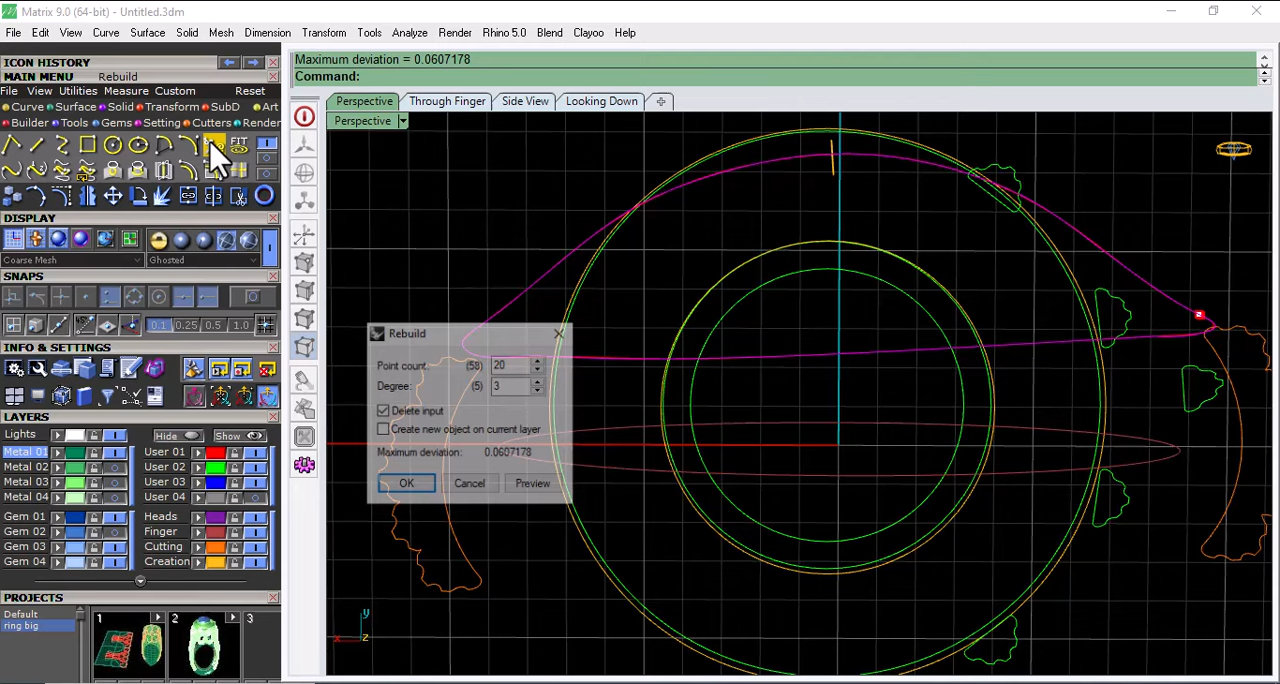 Matrix 9.0 (64-bit) - Untitled.3dm
File Edit View Curve Surface Solid Mesh Dimension Transform Tools Analyze Render Rhino 5.0 Blend Clayoo Help
ICON HISTORY
MAIN MENU Rebuild
File View Utilities Measure Custom Reset
Curve Surface Solid Transform SubD Art
Builder Tools Gems Setting Cutters Render
FIT
DISPLAY
Coarse Mesh Ghosted
SNAPS
0.1 0.25 0.5 1.0
INFO & SETTINGS
LAYERS
Lights Hide Show
Metal 01 User 01
Metal 02 User 02
Metal 03 User 03
Metal 04 User 04
Gem 01 Heads
Gem 02 Finger
Gem 03 Cutting
Gem 04 Creation
PROJECTS
Default
ring big
1 2 3
Maximum deviation = 0.0607178
Command:
Perspective Through Finger Side View Looking Down
Perspective
Rebuild
Point count: (58) 20
Degree: (5) 3
Delete input
Create new object on current layer
Maximum deviation: 0.0607178
OK Cancel Preview
y
x
z